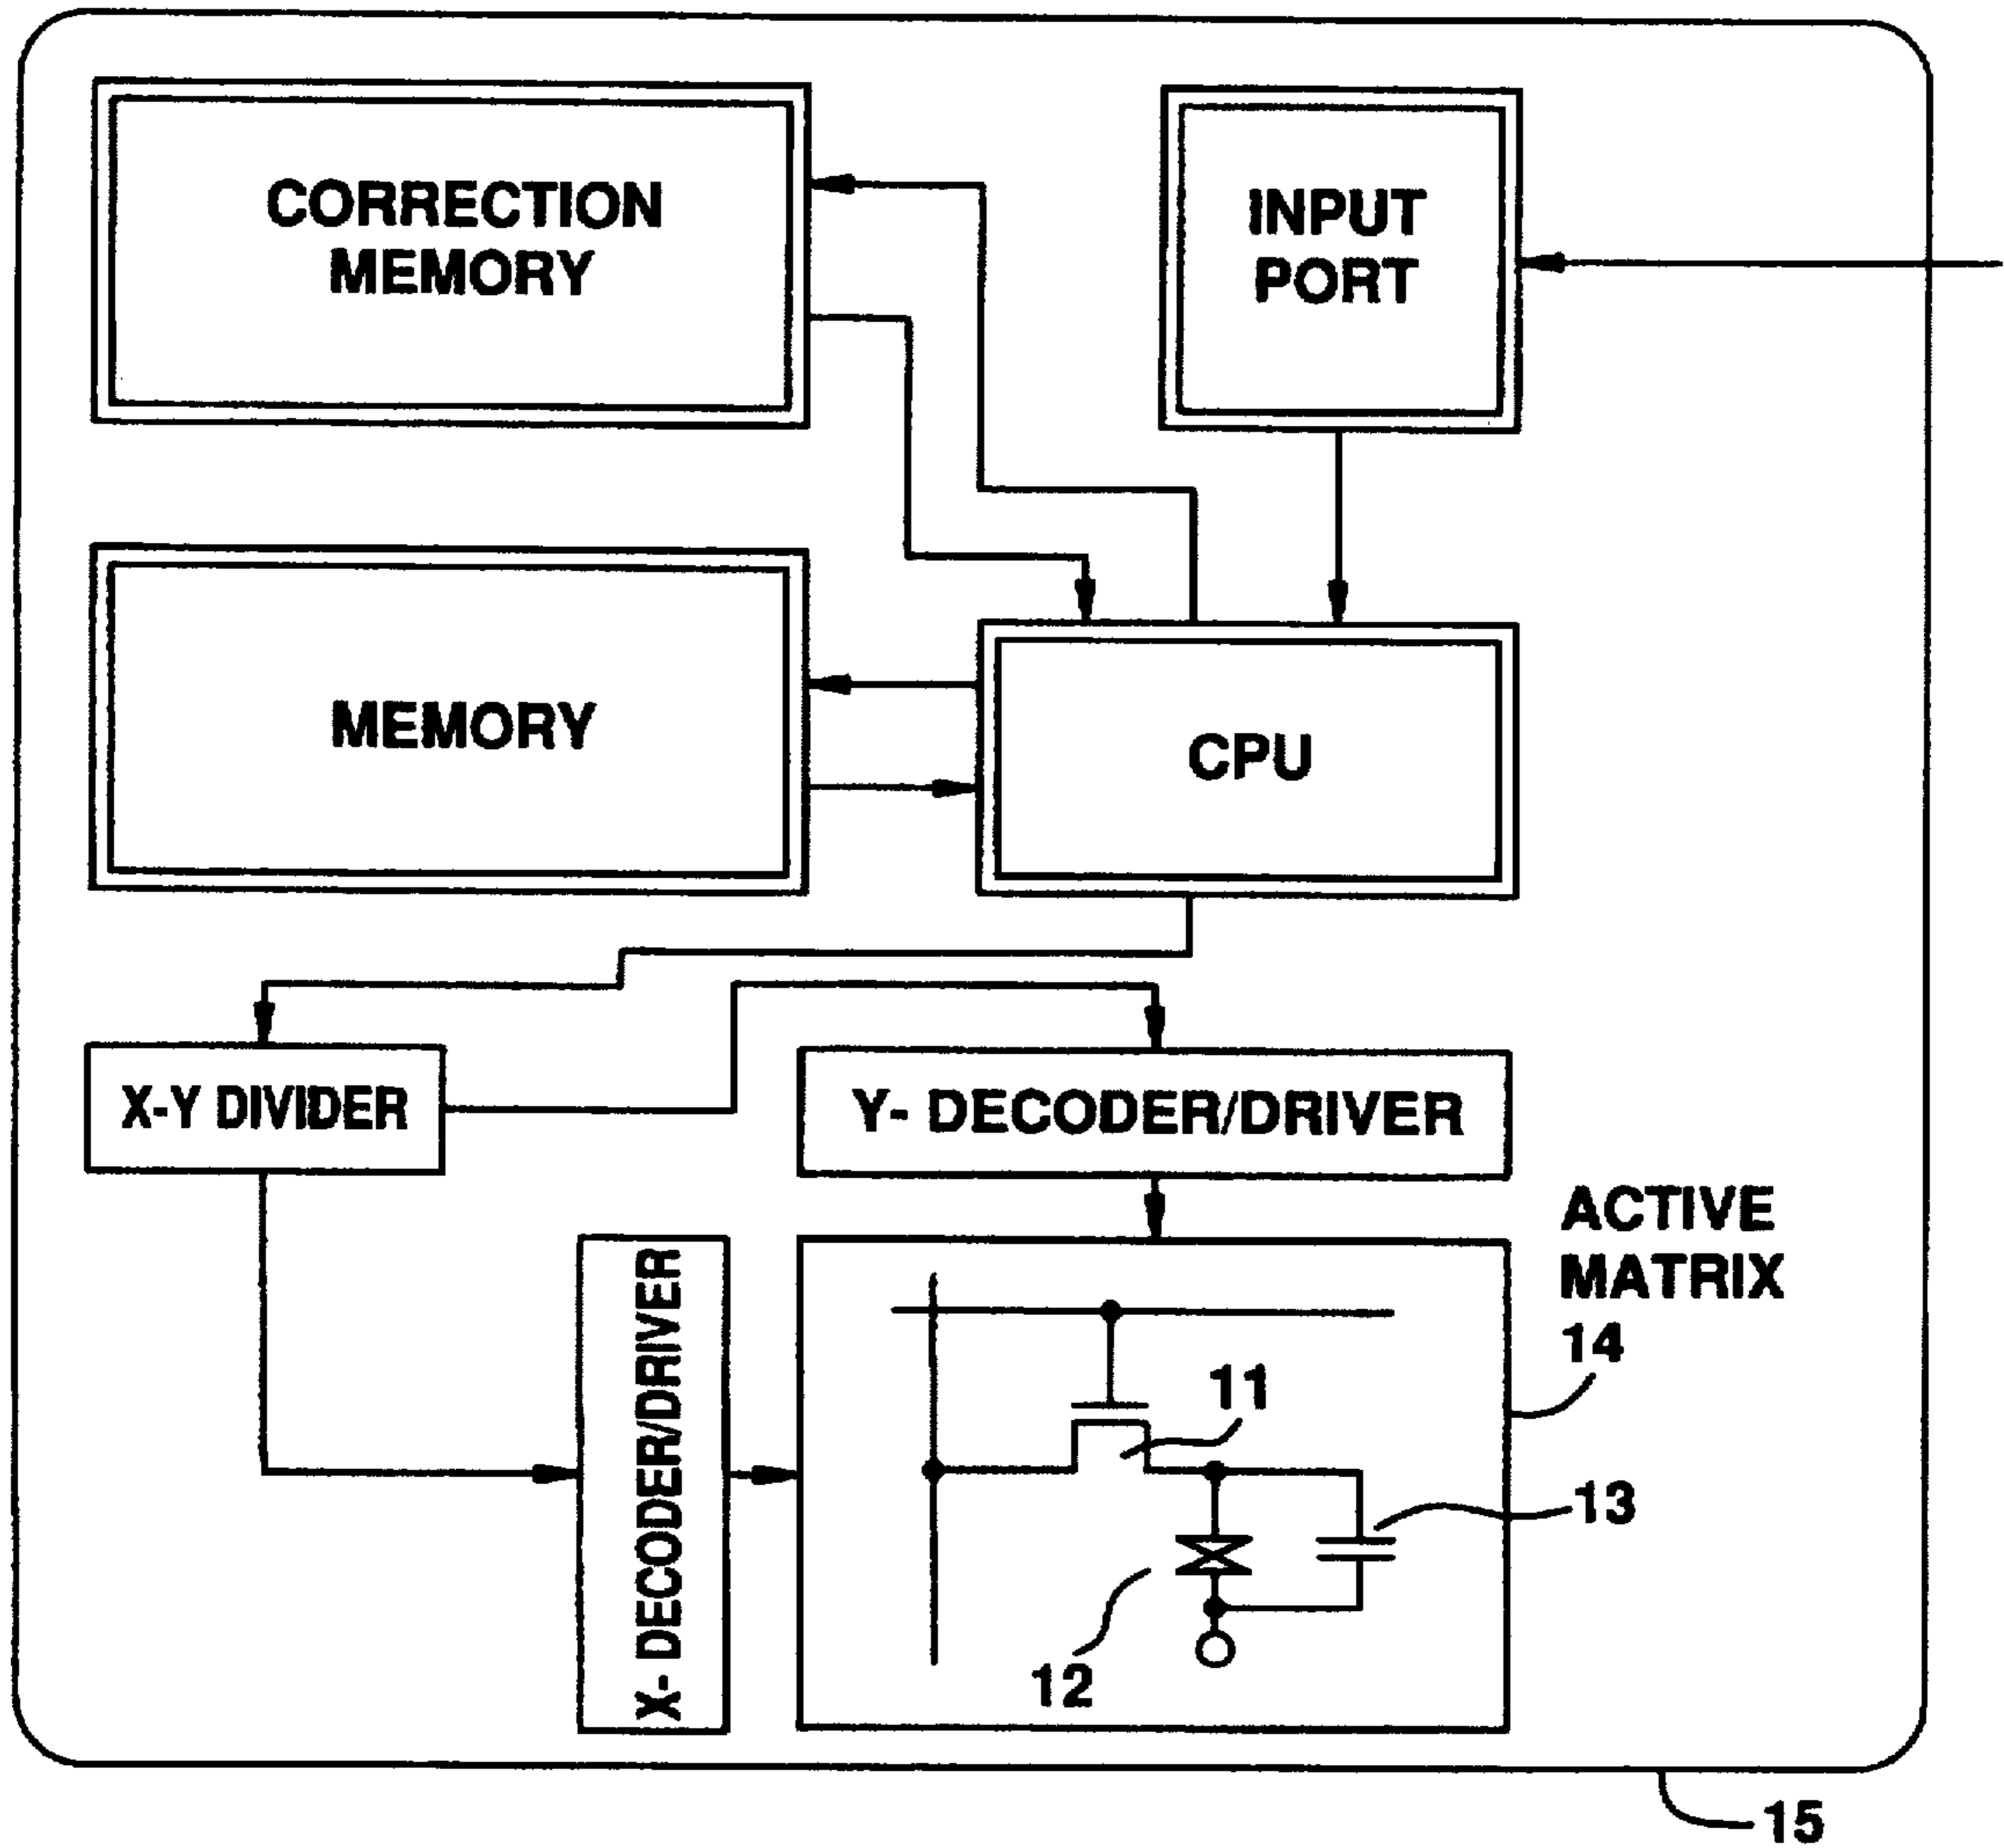 CORRECTION
MEMORY
INPUT
PORT
MEMORY
CPU
X-Y DIVIDER
Y- DECODER/DRIVER
X- DECODER/DRIVER
ACTIVE
MATRIX
14
11
13
12
15